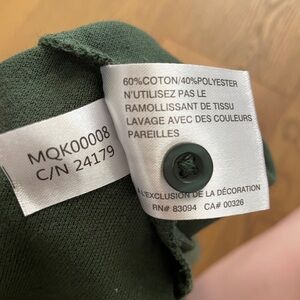 60%COTON/40%POLYESTER
N'UTILISEZ PAS LE
RAMOLLISSANT DE TISSU
LAVAGE AVEC DES COULEURS
PAREILLES
À L'EXCLUSION DE LA DÉCORATION
RN# 83094 CA# 00326
MQK00008
C/N 24179